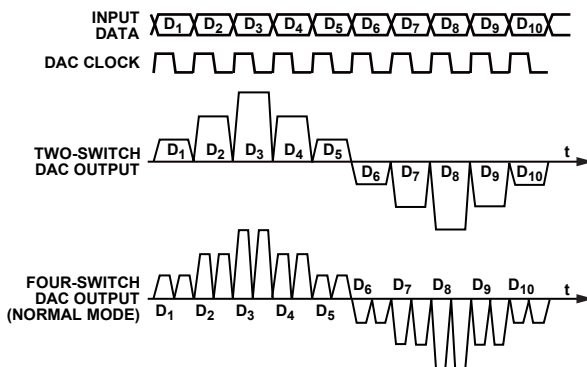 INPUT
DATA
D1 D2 D3 D4 D5 D6 D7 D8 D9 D10
DAC CLOCK
TWO-SWITCH
DAC OUTPUT
D1 D2 D3 D4 D5
t
D6 D7 D8 D9 D10
FOUR-SWITCH
DAC OUTPUT
(NORMAL MODE)
D6 D7 D8 D9 D10
t
D1 D2 D3 D4 D5